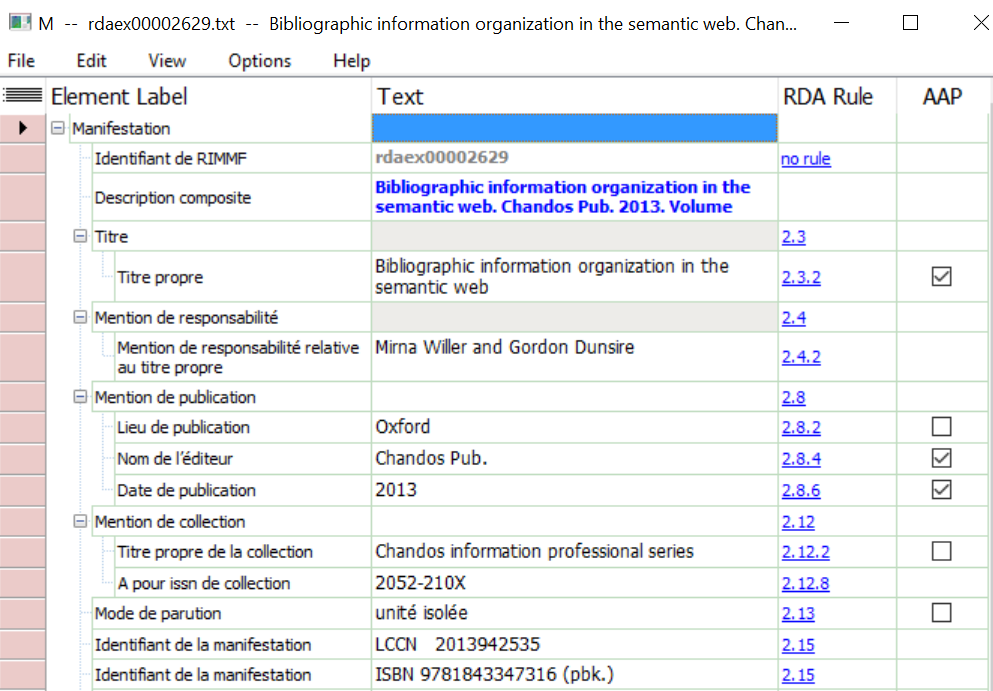 M -- rdaex00002629.txt -- Bibliographic information organization in the semantic web. Chan...
File Edit View Options Help
Element Label Text RDA Rule AAP
Manifestation
Identifiant de RIMMF rdaex00002629 no rule
Description composite Bibliographic information organization in the
semantic web. Chandos Pub. 2013. Volume
Titre 2.3
Titre propre Bibliographic information organization in the
semantic web 2.3.2
Mention de responsabilité 2.4
Mention de responsabilité relative
au titre propre Mirna Willer and Gordon Dunsire 2.4.2
Mention de publication 2.8
Lieu de publication Oxford 2.8.2
Nom de l'éditeur Chandos Pub. 2.8.4
Date de publication 2013 2.8.6
Mention de collection 2.12
Titre propre de la collection Chandos information professional series 2.12.2
A pour issn de collection 2052-210X 2.12.8
Mode de parution unité isolée 2.13
Identifiant de la manifestation LCCN 2013942535 2.15
Identifiant de la manifestation ISBN 9781843347316 (pbk.) 2.15